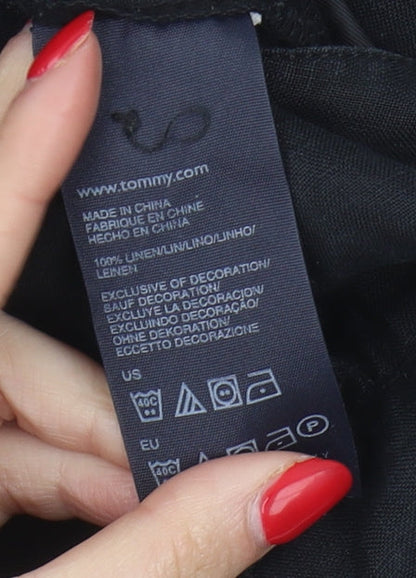 www.tommy.com
MADE IN CHINA
FABRIQUE EN CHINE
HECHO EN CHINA
100% LINEN/LIN/LINO/LINHO/
LEINEN
EXCLUSIVE OF DECORATION/
SAUF DECORATION/
EXCLUYE LA DECORACION/
EXCLUINDO DECORAÇÃO/
OHNE DEKORATION/
ECCETTO DECORAZIONE
US
40C
EU
40C P